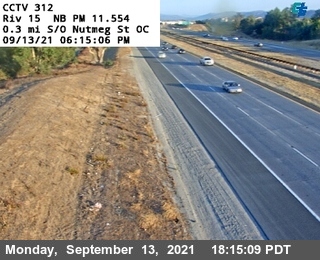 CCTV 312
Riv 15 NB PM 11.554
0.3 mi S/O Nutmeg St OC
09/13/21 06:15:06 PM
Monday, September 13, 2021 18:15:09 PDT